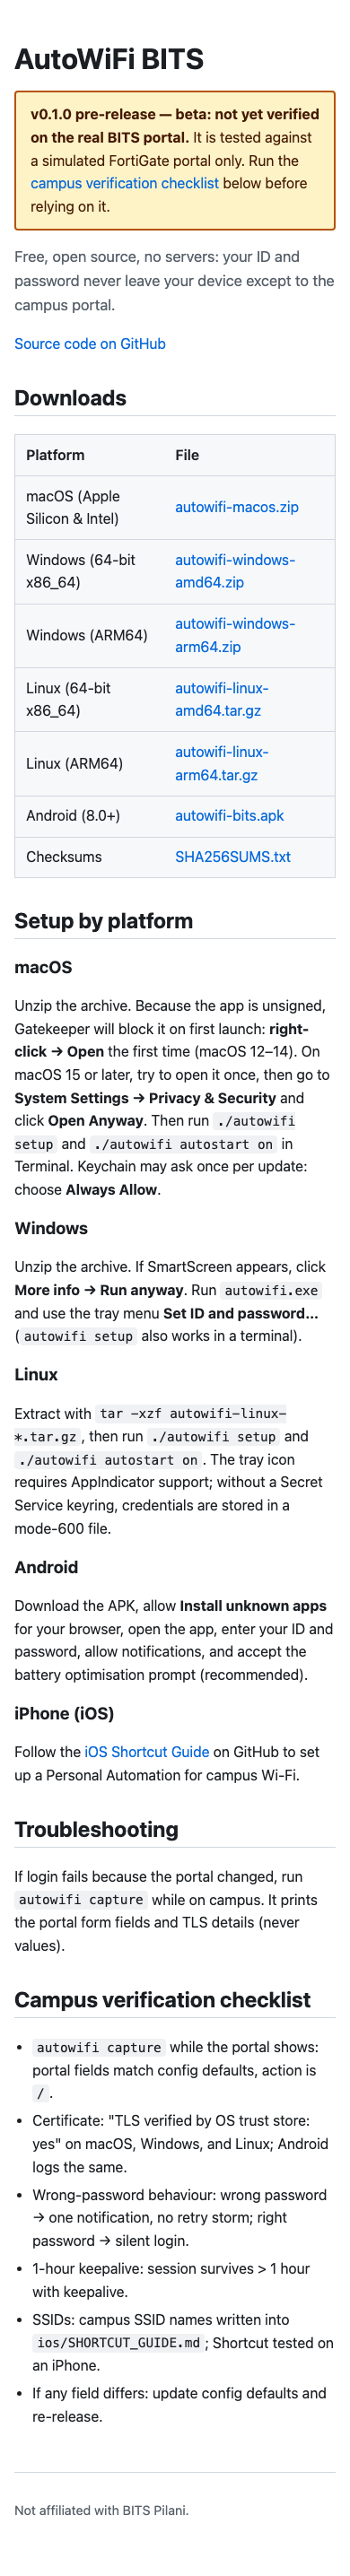 AutoWiFi BITS
v0.1.0 pre-release — beta: not yet verified
on the real BITS portal. It is tested against
a simulated FortiGate portal only. Run the
campus verification checklist below before
relying on it.
Free, open source, no servers: your ID and
password never leave your device except to the
campus portal.
Source code on GitHub
Downloads
Platform File
macOS (Apple
Silicon & Intel) autowifi-macos.zip
Windows (64-bit
x86_64) autowifi-windows-
amd64.zip
Windows (ARM64) autowifi-windows-
arm64.zip
Linux (64-bit
x86_64) autowifi-linux-
amd64.tar.gz
Linux (ARM64) autowifi-linux-
arm64.tar.gz
Android (8.0+) autowifi-bits.apk
Checksums SHA256SUMS.txt
Setup by platform
macOS
Unzip the archive. Because the app is unsigned,
Gatekeeper will block it on first launch: right-
click → Open the first time (macOS 12–14). On
macOS 15 or later, try to open it once, then go to
System Settings → Privacy & Security and
click Open Anyway. Then run ./autowifi
setup and ./autowifi autostart on in
Terminal. Keychain may ask once per update:
choose Always Allow.
Windows
Unzip the archive. If SmartScreen appears, click
More info → Run anyway. Run autowifi.exe
and use the tray menu Set ID and password...
(autowifi setup also works in a terminal).
Linux
Extract with tar -xzf autowifi-linux-
*.tar.gz, then run ./autowifi setup and
./autowifi autostart on. The tray icon
requires AppIndicator support; without a Secret
Service keyring, credentials are stored in a
mode-600 file.
Android
Download the APK, allow Install unknown apps
for your browser, open the app, enter your ID and
password, allow notifications, and accept the
battery optimisation prompt (recommended).
iPhone (iOS)
Follow the iOS Shortcut Guide on GitHub to set
up a Personal Automation for campus Wi-Fi.
Troubleshooting
If login fails because the portal changed, run
autowifi capture while on campus. It prints
the portal form fields and TLS details (never
values).
Campus verification checklist
• autowifi capture while the portal shows:
portal fields match config defaults, action is
/.
• Certificate: "TLS verified by OS trust store:
yes" on macOS, Windows, and Linux; Android
logs the same.
• Wrong-password behaviour: wrong password
→ one notification, no retry storm; right
password → silent login.
• 1-hour keepalive: session survives > 1 hour
with keepalive.
• SSIDs: campus SSID names written into
ios/SHORTCUT_GUIDE.md; Shortcut tested on
an iPhone.
• If any field differs: update config defaults and
re-release.
Not affiliated with BITS Pilani.